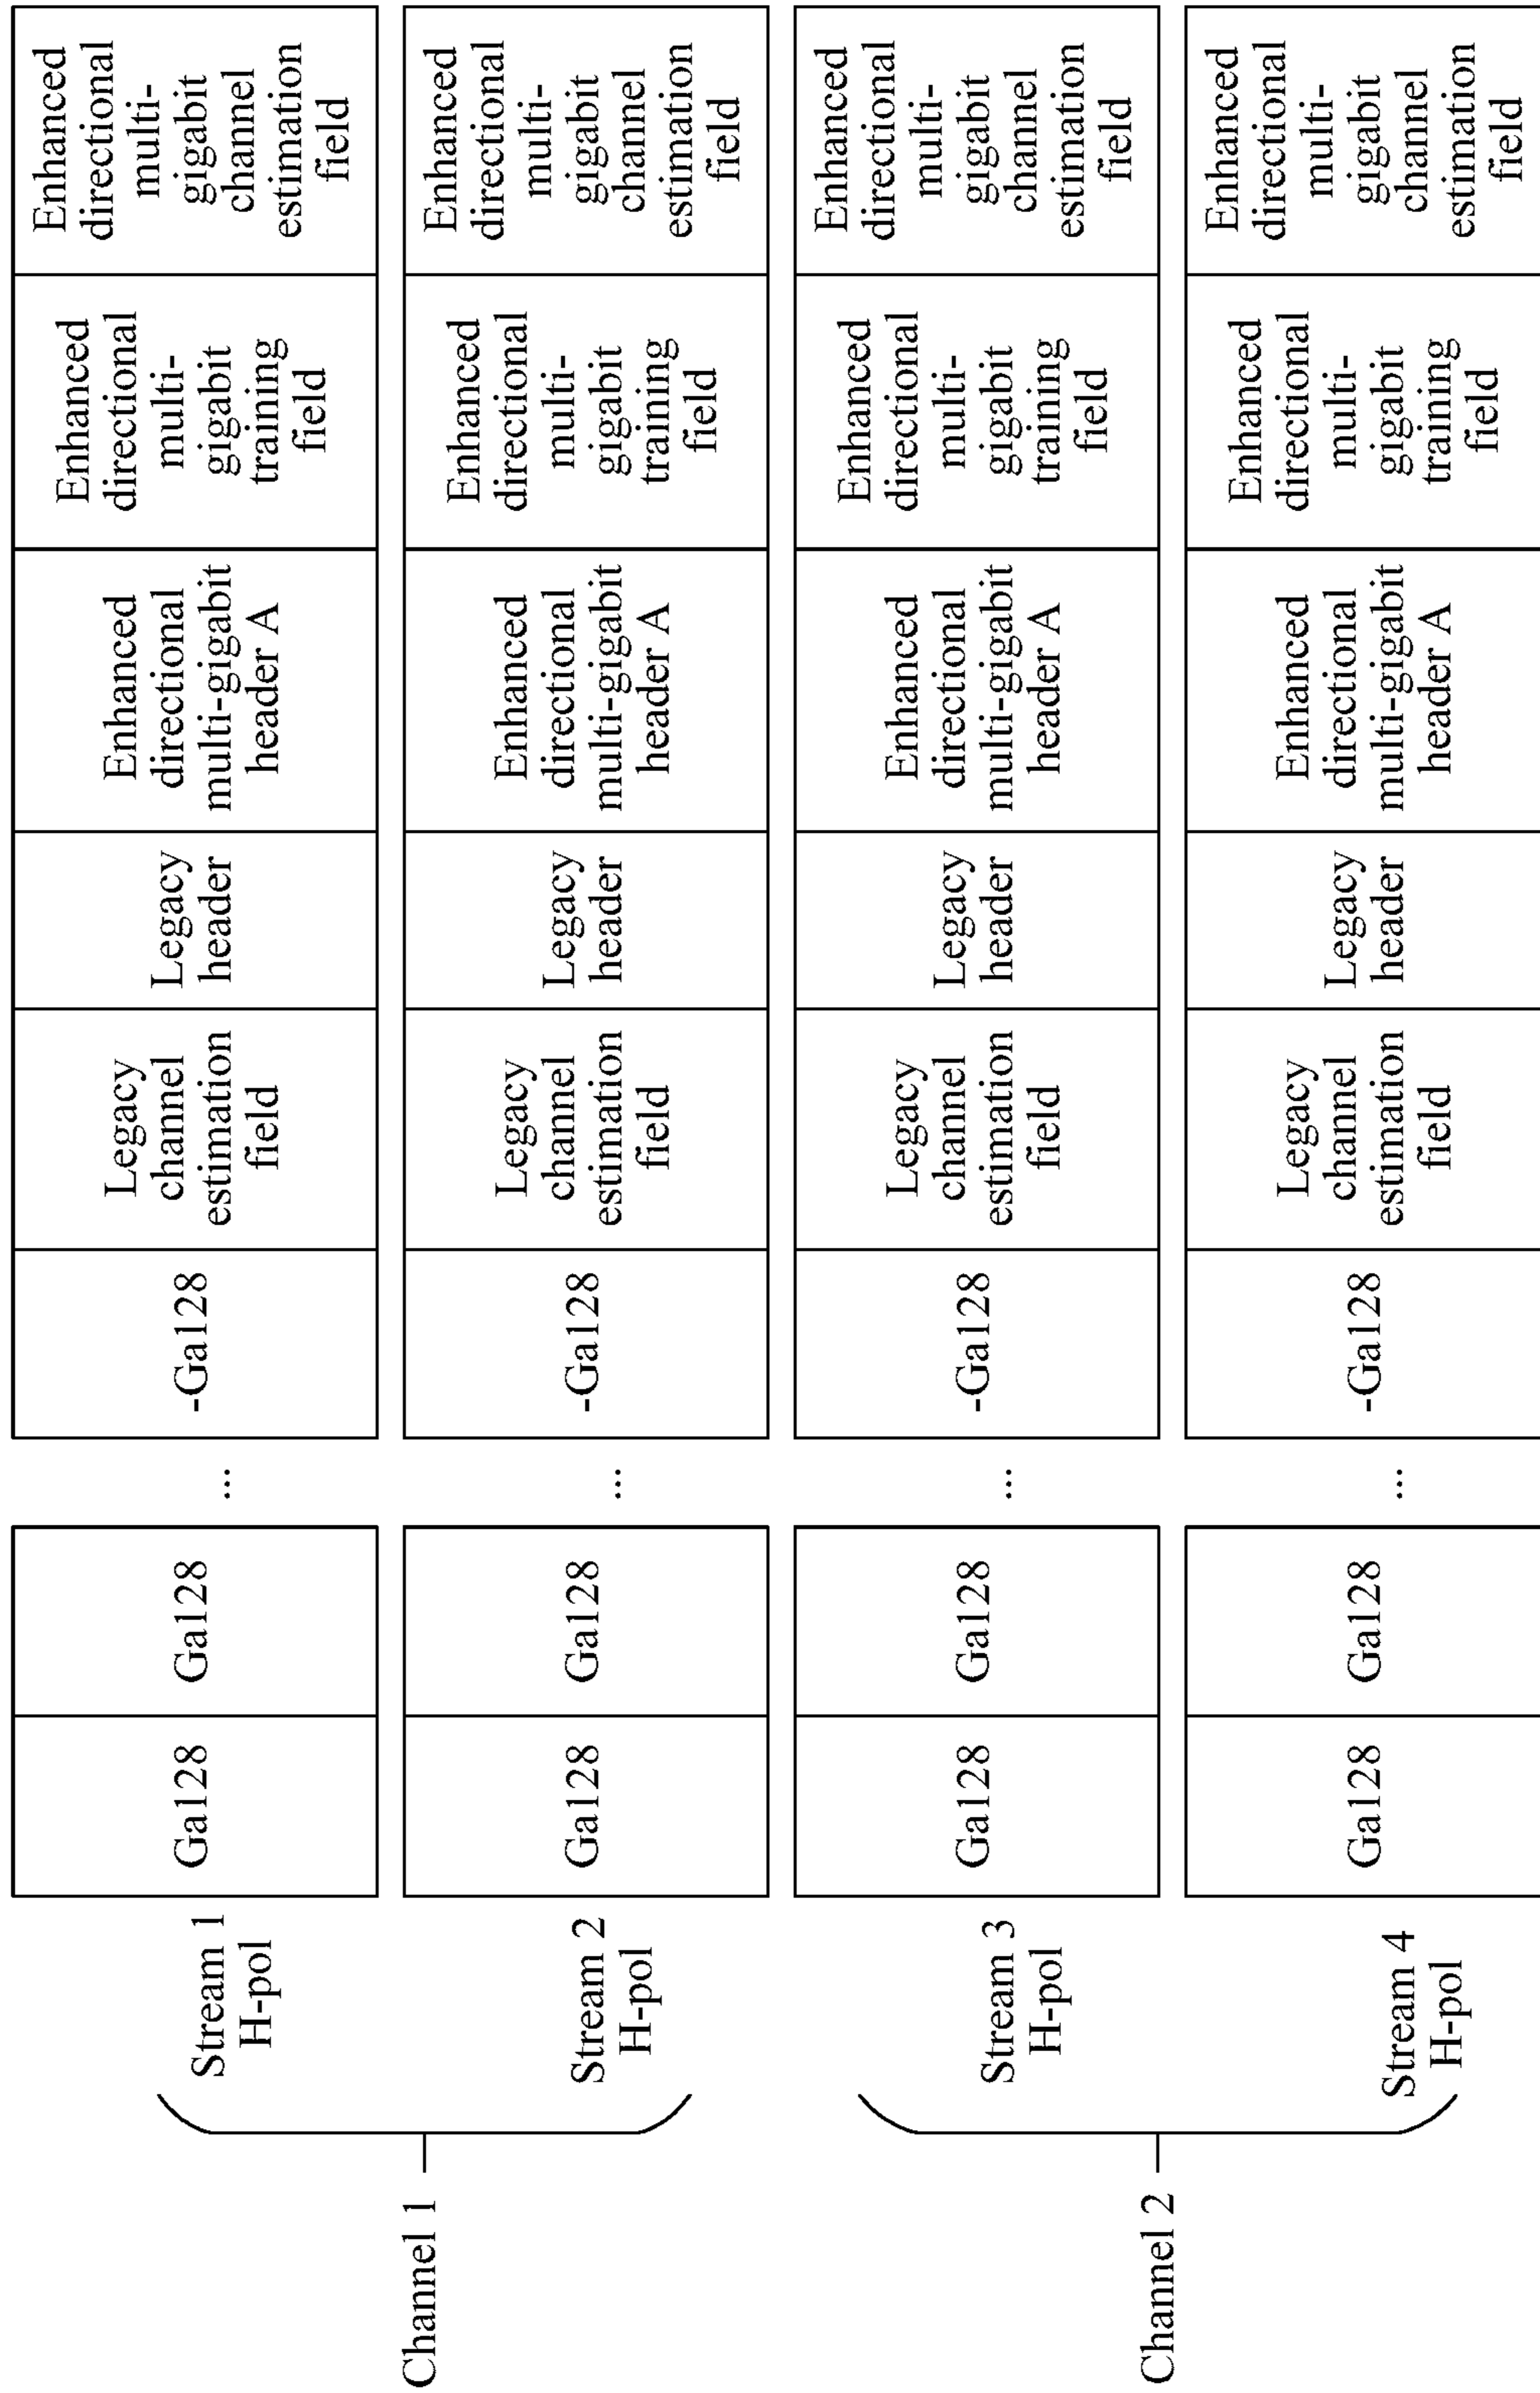 Channel 1
Stream 1
H-pol
Ga128
Ga128
...
-Ga128
Legacy
channel
estimation
field
Legacy
header
Enhanced
directional
multi-gigabit
header A
Enhanced
directional
multi-
gigabit
training
field
Enhanced
directional
multi-
gigabit
channel
estimation
field
Stream 2
H-pol
Ga128
Ga128
...
-Ga128
Legacy
channel
estimation
field
Legacy
header
Enhanced
directional
multi-gigabit
header A
Enhanced
directional
multi-
gigabit
training
field
Enhanced
directional
multi-
gigabit
channel
estimation
field
Channel 2
Stream 3
H-pol
Ga128
Ga128
...
-Ga128
Legacy
channel
estimation
field
Legacy
header
Enhanced
directional
multi-gigabit
header A
Enhanced
directional
multi-
gigabit
training
field
Enhanced
directional
multi-
gigabit
channel
estimation
field
Stream 4
H-pol
Ga128
Ga128
...
-Ga128
Legacy
channel
estimation
field
Legacy
header
Enhanced
directional
multi-gigabit
header A
Enhanced
directional
multi-
gigabit
training
field
Enhanced
directional
multi-
gigabit
channel
estimation
field